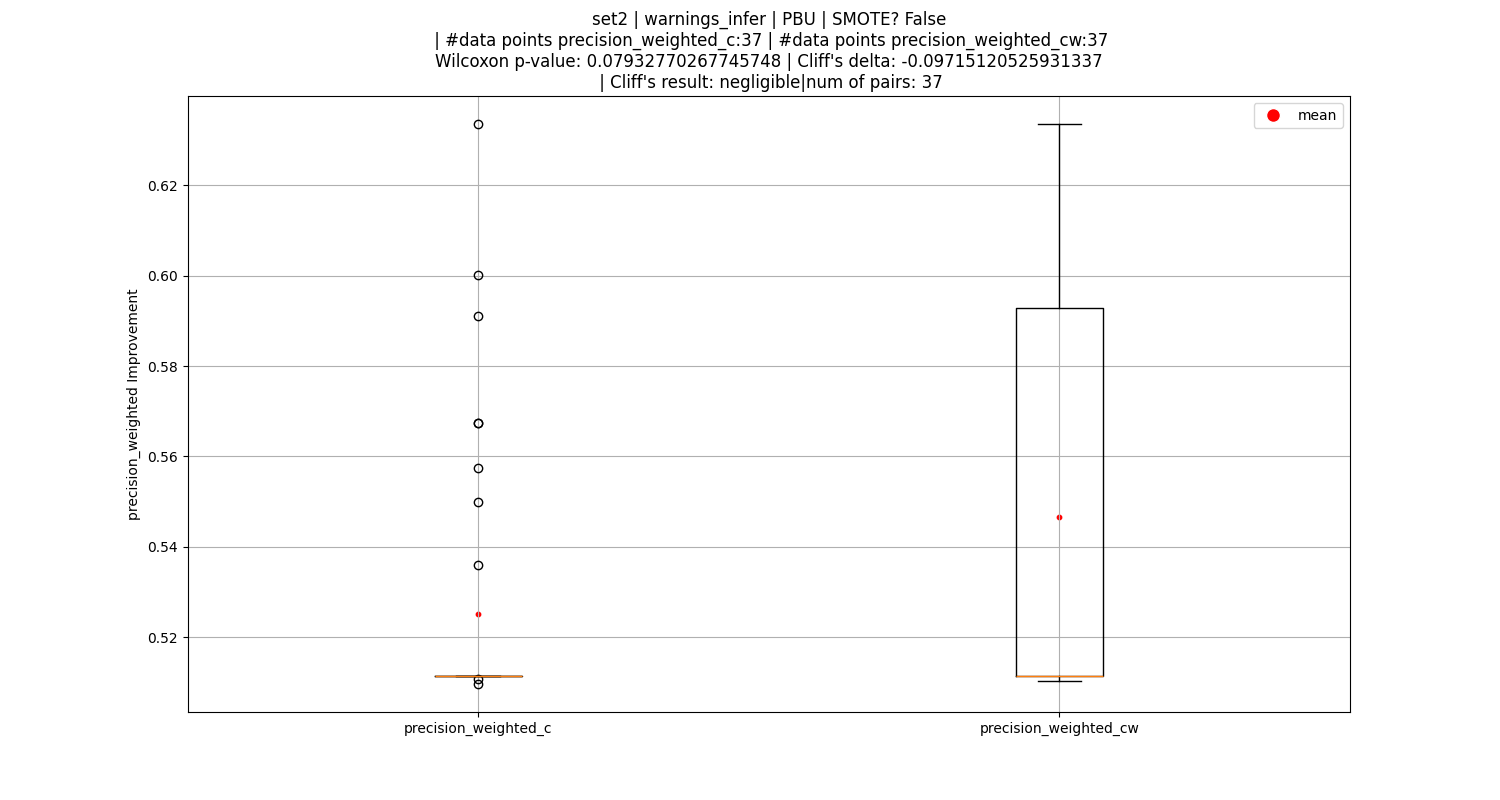 set2 | warnings_infer | PBU | SMOTE? False
| #data points precision_weighted_c:37 | #data points precision_weighted_cw:37
Wilcoxon p-value: 0.07932770267745748 | Cliff's delta: -0.09715120525931337
| Cliff's result: negligible|num of pairs: 37
mean
precision_weighted Improvement
0.62
0.60
0.58
0.56
0.54
0.52
precision_weighted_c
precision_weighted_cw